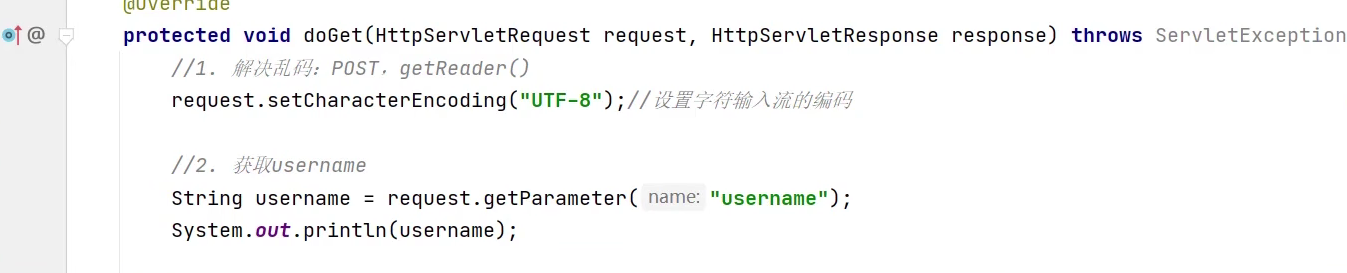 @Override
protected void doGet(HttpServletRequest request, HttpServletResponse response) throws ServletException
//1. 解决乱码：POST，getReader()
request.setCharacterEncoding("UTF-8");//设置字符输入流的编码
//2. 获取username
String username = request.getParameter( name: "username");
System.out.println(username);